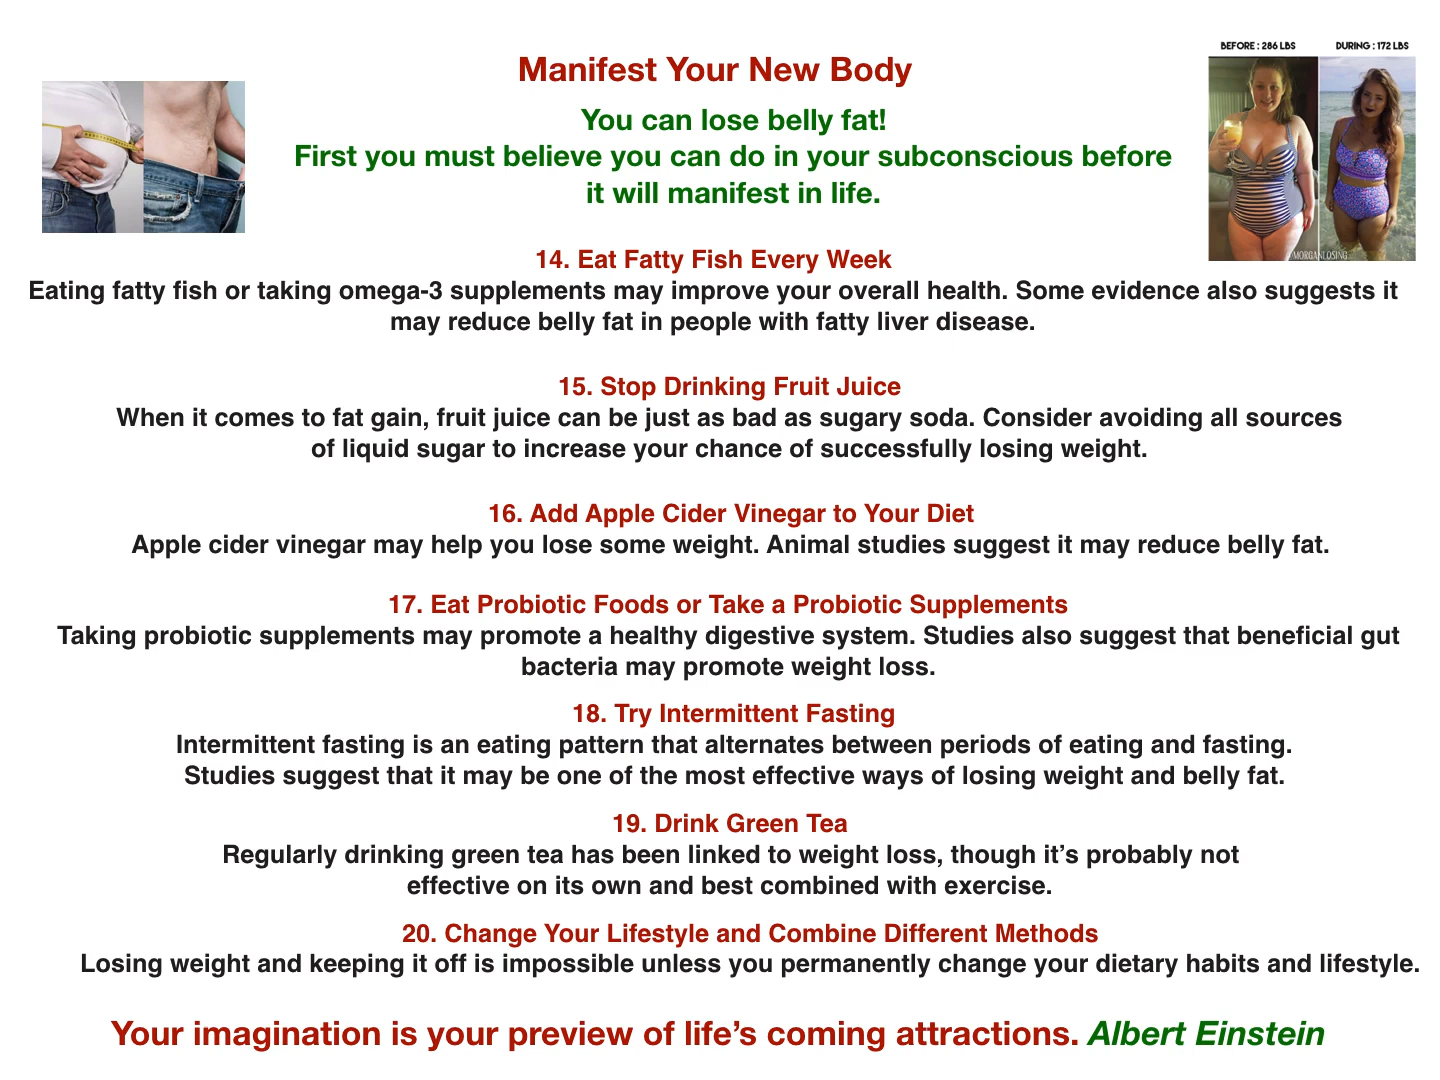 BEFORE : 286 LBS
DURING : 172 LBS
Manifest Your New Body
You can lose belly fat!
First you must believe you can do in your subconscious before
it will manifest in life.
@MORGANLOSING
14. Eat Fatty Fish Every Week
Eating fatty fish or taking omega-3 supplements may improve your overall health. Some evidence also suggests it
may reduce belly fat in people with fatty liver disease.
15. Stop Drinking Fruit Juice
When it comes to fat gain, fruit juice can be just as bad as sugary soda. Consider avoiding all sources
of liquid sugar to increase your chance of successfully losing weight.
16. Add Apple Cider Vinegar to Your Diet
Apple cider vinegar may help you lose some weight. Animal studies suggest it may reduce belly fat.
17. Eat Probiotic Foods or Take a Probiotic Supplements
Taking probiotic supplements may promote a healthy digestive system. Studies also suggest that beneficial gut
bacteria may promote weight loss.
18. Try Intermittent Fasting
Intermittent fasting is an eating pattern that alternates between periods of eating and fasting.
Studies suggest that it may be one of the most effective ways of losing weight and belly fat.
19. Drink Green Tea
Regularly drinking green tea has been linked to weight loss, though it’s probably not
effective on its own and best combined with exercise.
20. Change Your Lifestyle and Combine Different Methods
Losing weight and keeping it off is impossible unless you permanently change your dietary habits and lifestyle.
Your imagination is your preview of life’s coming attractions. Albert Einstein